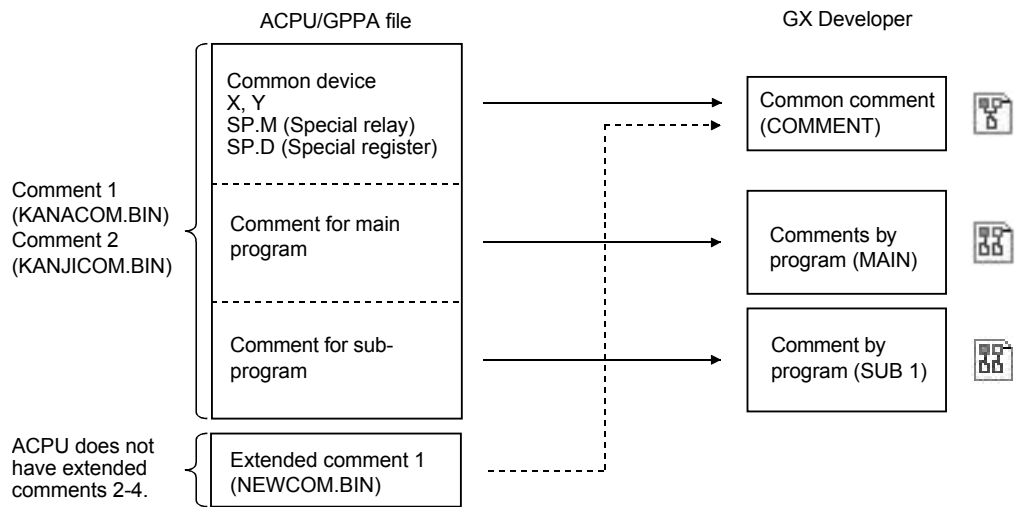 ACPU/GPPA file
GX Developer
Common device
X, Y
SP.M (Special relay)
SP.D (Special register)
Common comment
(COMMENT)
Comment 1
(KANACOM.BIN)
Comment 2
(KANJICOM.BIN)
Comment for main
program
Comments by
program (MAIN)
Comment for sub-
program
Comment by
program (SUB 1)
ACPU does not
have extended
comments 2-4.
Extended comment 1
(NEWCOM.BIN)